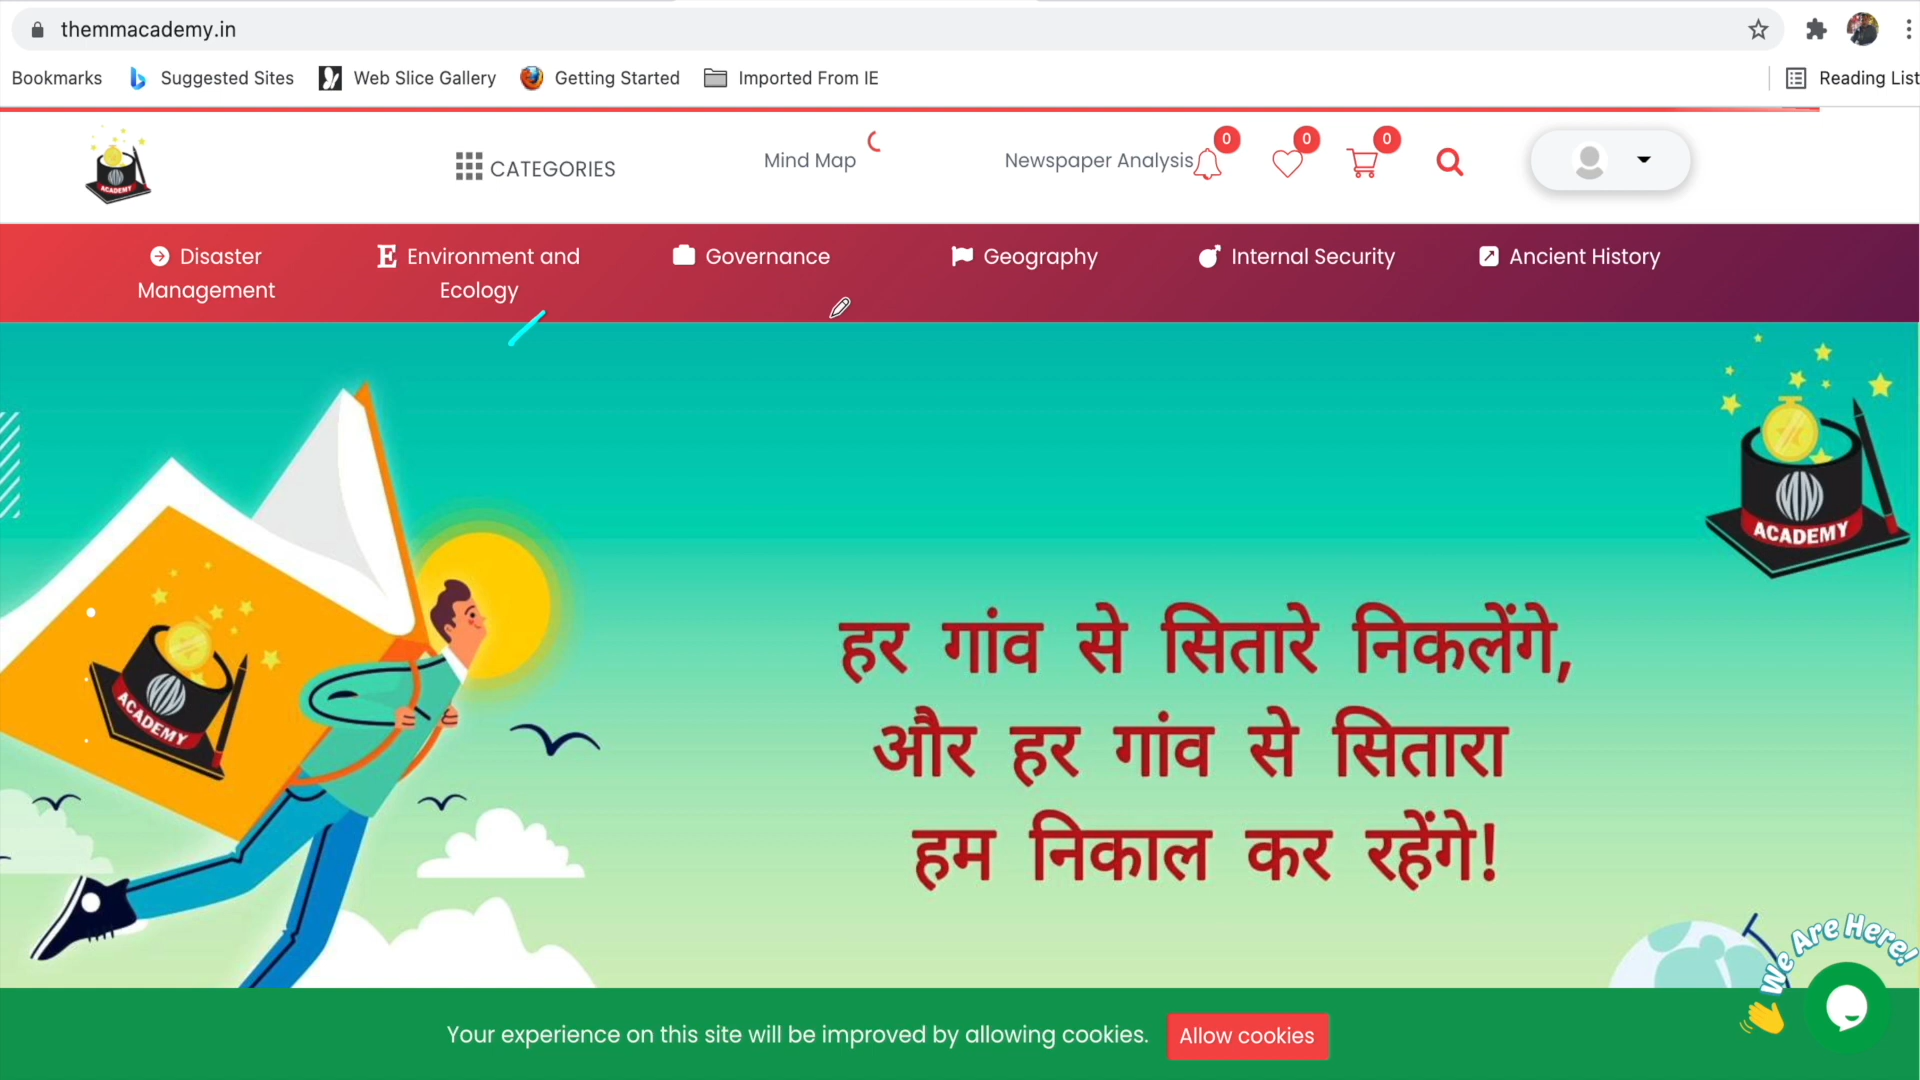 themmacademy.in
Bookmarks Suggested Sites Web Slice Gallery Getting Started Imported From IE Reading List
CATEGORIES Mind Map Newspaper Analysis 0 0 0
ACADEMY
Disaster Management
Environment and Ecology
Governance
Geography
Internal Security
Ancient History
ACADEMY
ACADEMY
हर गांव से सितारे निकलेंगे,
और हर गांव से सितारा
हम निकाल कर रहेंगे!
We Are Here!
Your experience on this site will be improved by allowing cookies. Allow cookies